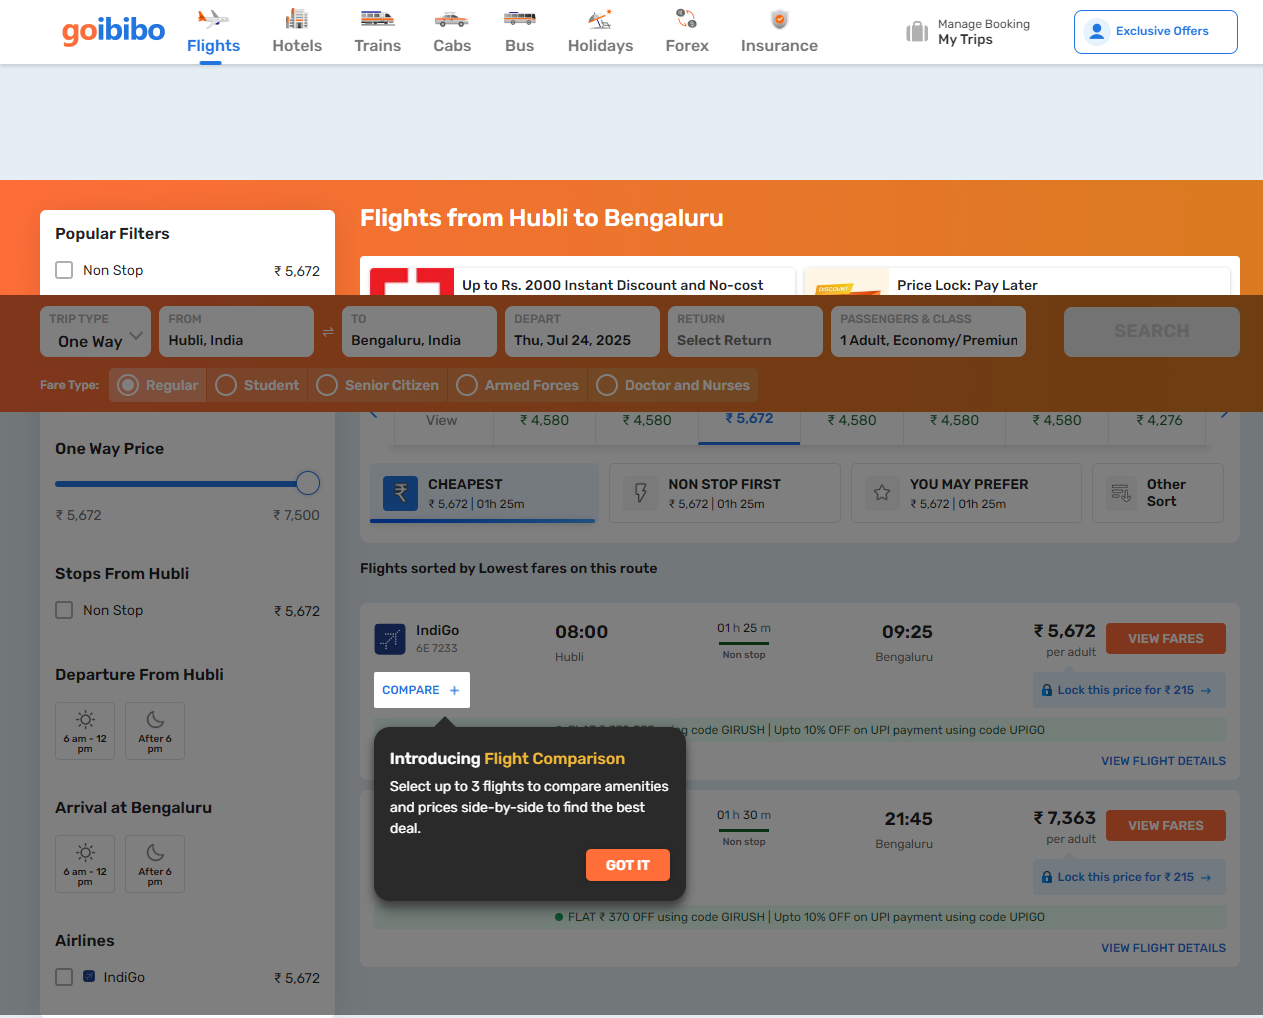 goibibo
Flights
Hotels
Trains
Cabs
Bus
Holidays
Forex
Insurance
Manage Booking
My Trips
Exclusive Offers
Popular Filters
Non Stop ₹ 5,672
Flights from Hubli to Bengaluru
Up to Rs. 2000 Instant Discount and No-cost
DISCOUNT
Price Lock: Pay Later
TRIP TYPE
One Way
FROM
Hubli, India
TO
Bengaluru, India
DEPART
Thu, Jul 24, 2025
RETURN
Select Return
PASSENGERS & CLASS
1 Adult, Economy/Premium
SEARCH
Fare Type: Regular Student Senior Citizen Armed Forces Doctor and Nurses
View ₹ 4,580 ₹ 4,580 ₹ 5,672 ₹ 4,580 ₹ 4,580 ₹ 4,580 ₹ 4,276
One Way Price
₹ 5,672 ₹ 7,500
CHEAPEST
₹ 5,672 | 01h 25m
NON STOP FIRST
₹ 5,672 | 01h 25m
YOU MAY PREFER
₹ 5,672 | 01h 25m
Other
Sort
Stops From Hubli
Non Stop ₹ 5,672
Departure From Hubli
6 am - 12
pm
After 6
pm
Arrival at Bengaluru
6 am - 12
pm
After 6
pm
Airlines
IndiGo ₹ 5,672
Flights sorted by Lowest fares on this route
IndiGo
6E 7233
08:00
Hubli
01 h 25 m
Non stop
09:25
Bengaluru
₹ 5,672
per adult
VIEW FARES
COMPARE +
Lock this price for ₹ 215 →
ng code GIRUSH | Upto 10% OFF on UPI payment using code UPIGO
VIEW FLIGHT DETAILS
Introducing Flight Comparison
Select up to 3 flights to compare amenities
and prices side-by-side to find the best
deal.
GOT IT
01 h 30 m
Non stop
21:45
Bengaluru
₹ 7,363
per adult
VIEW FARES
Lock this price for ₹ 215 →
FLAT ₹ 370 OFF using code GIRUSH | Upto 10% OFF on UPI payment using code UPIGO
VIEW FLIGHT DETAILS